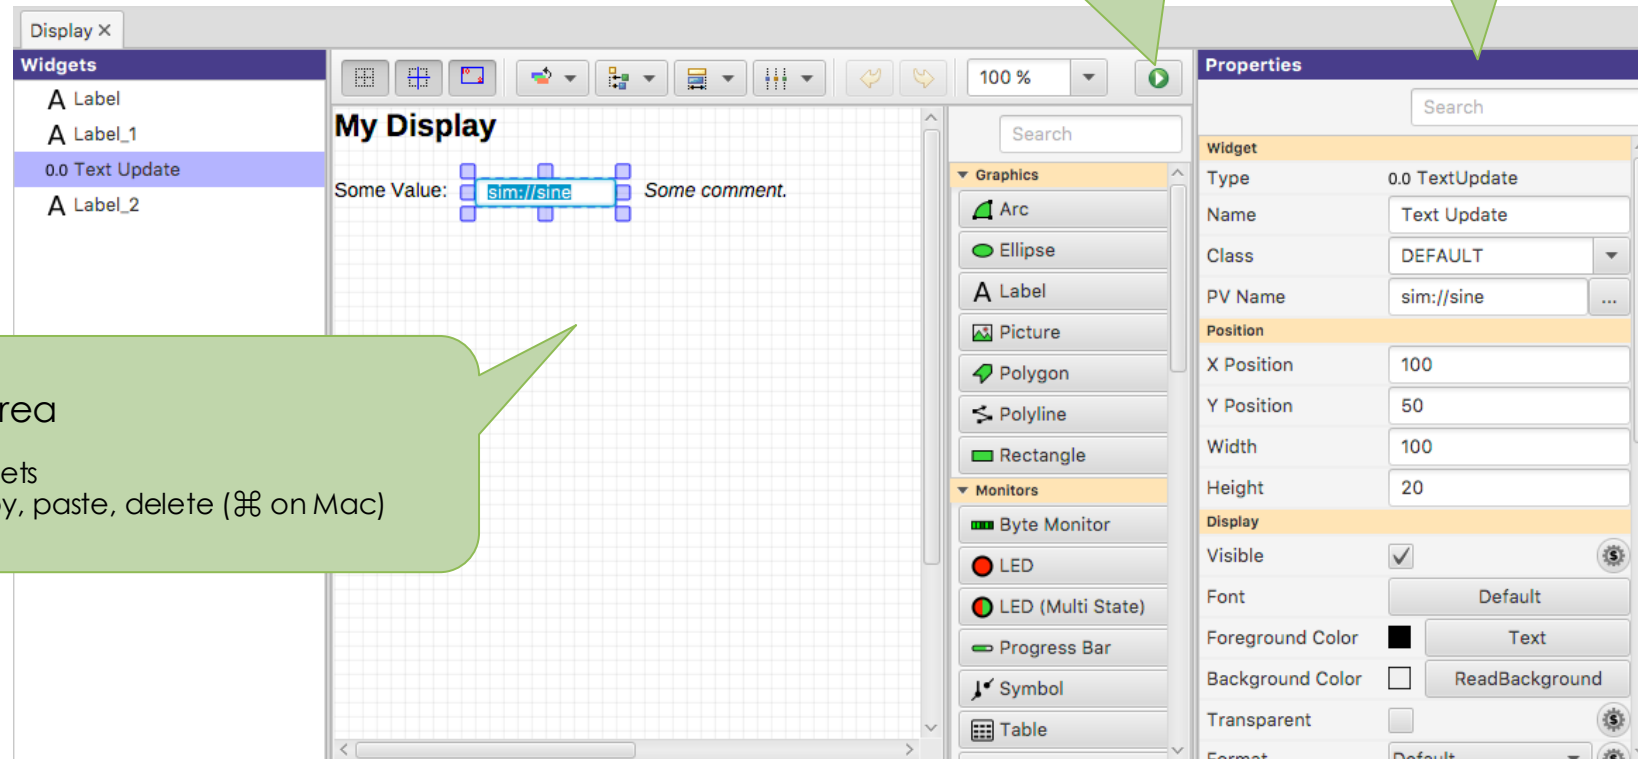 Display ×
Widgets
A Label
A Label_1
0.0 Text Update
A Label_2
100 %
My Display
Some Value:
sim://sine
Some comment.
rea
ets
y, paste, delete (⌘ on Mac)
Search
Graphics
Arc
Ellipse
A Label
Picture
Polygon
Polyline
Rectangle
Monitors
Byte Monitor
LED
LED (Multi State)
Progress Bar
Symbol
Table
Properties
Search
Widget
Type 0.0 TextUpdate
Name Text Update
Class DEFAULT
PV Name sim://sine ...
Position
X Position 100
Y Position 50
Width 100
Height 20
Display
Visible
Font Default
Foreground Color Text
Background Color ReadBackground
Transparent
Format Default